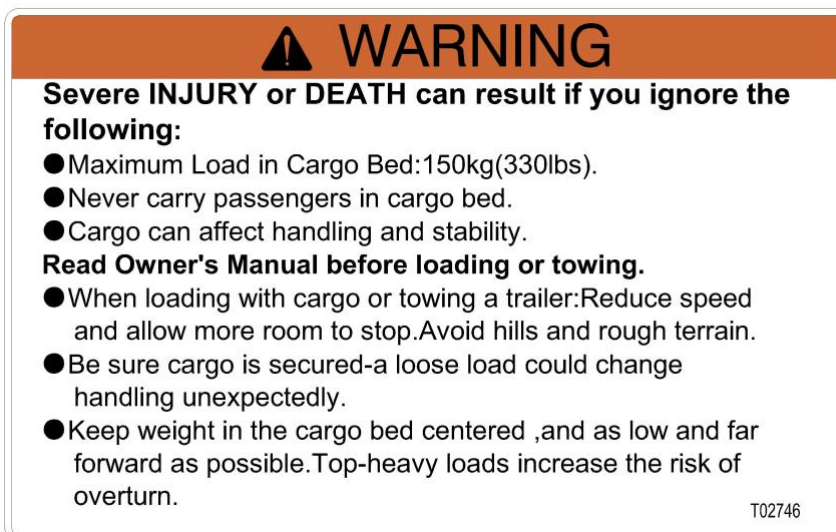 WARNING
Severe INJURY or DEATH can result if you ignore the
following:
●Maximum Load in Cargo Bed:150kg(330lbs).
●Never carry passengers in cargo bed.
●Cargo can affect handling and stability.
Read Owner's Manual before loading or towing.
●When loading with cargo or towing a trailer:Reduce speed
and allow more room to stop.Avoid hills and rough terrain.
●Be sure cargo is secured-a loose load could change
handling unexpectedly.
●Keep weight in the cargo bed centered ,and as low and far
forward as possible.Top-heavy loads increase the risk of
overturn.
T02746